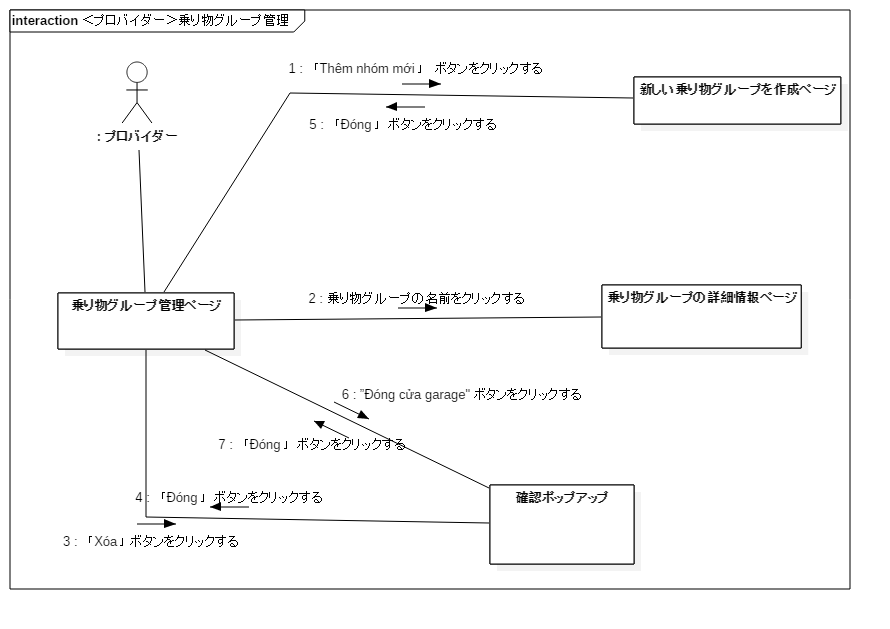 interaction ＜プロバイダー＞乗り物グループ管理
1 : 「Thêm nhóm mới」 ボタンをクリックする
新しい乗り物グループを作成ページ
5 : 「Đóng」ボタンをクリックする
: プロバイダー
乗り物グループ管理ページ
2 : 乗り物グループの名前をクリックする
乗り物グループの詳細情報ページ
6 : "Đóng cửa garage" ボタンをクリックする
7 : 「Đóng」ボタンをクリックする
4 : 「Đóng」ボタンをクリックする
確認ポップアップ
3 : 「Xóa」ボタンをクリックする